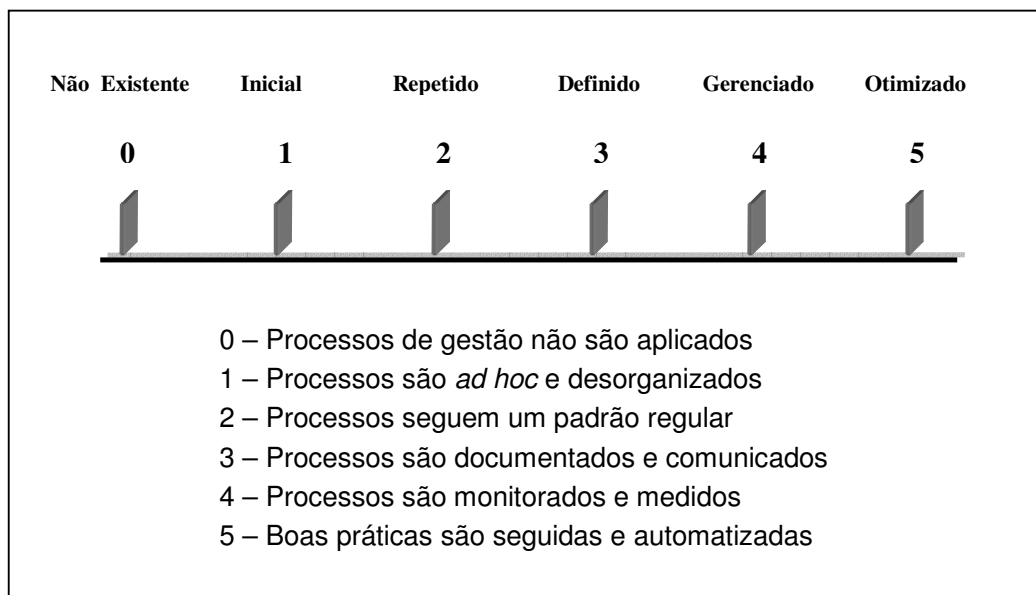 Não Existente Inicial Repetido Definido Gerenciado Otimizado
0 1 2 3 4 5
0 – Processos de gestão não são aplicados
1 – Processos são ad hoc e desorganizados
2 – Processos seguem um padrão regular
3 – Processos são documentados e comunicados
4 – Processos são monitorados e medidos
5 – Boas práticas são seguidas e automatizadas